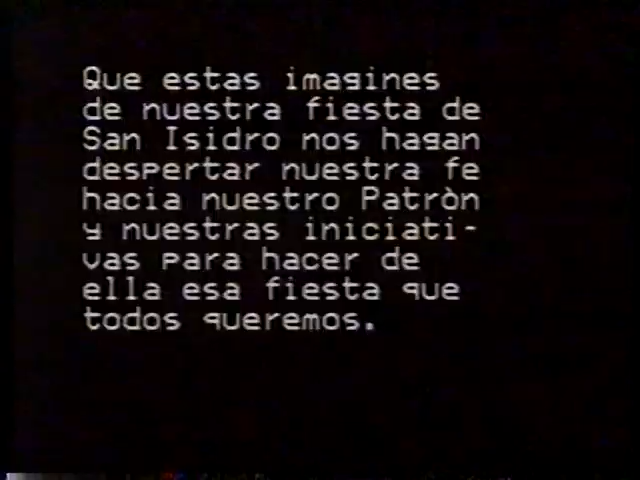 Que estas imagines
de nuestra fiesta de
San Isidro nos hagan
despertar nuestra fe
hacia nuestro Patròn
y nuestras iniciati-
vas para hacer de
ella esa fiesta que
todos queremos.